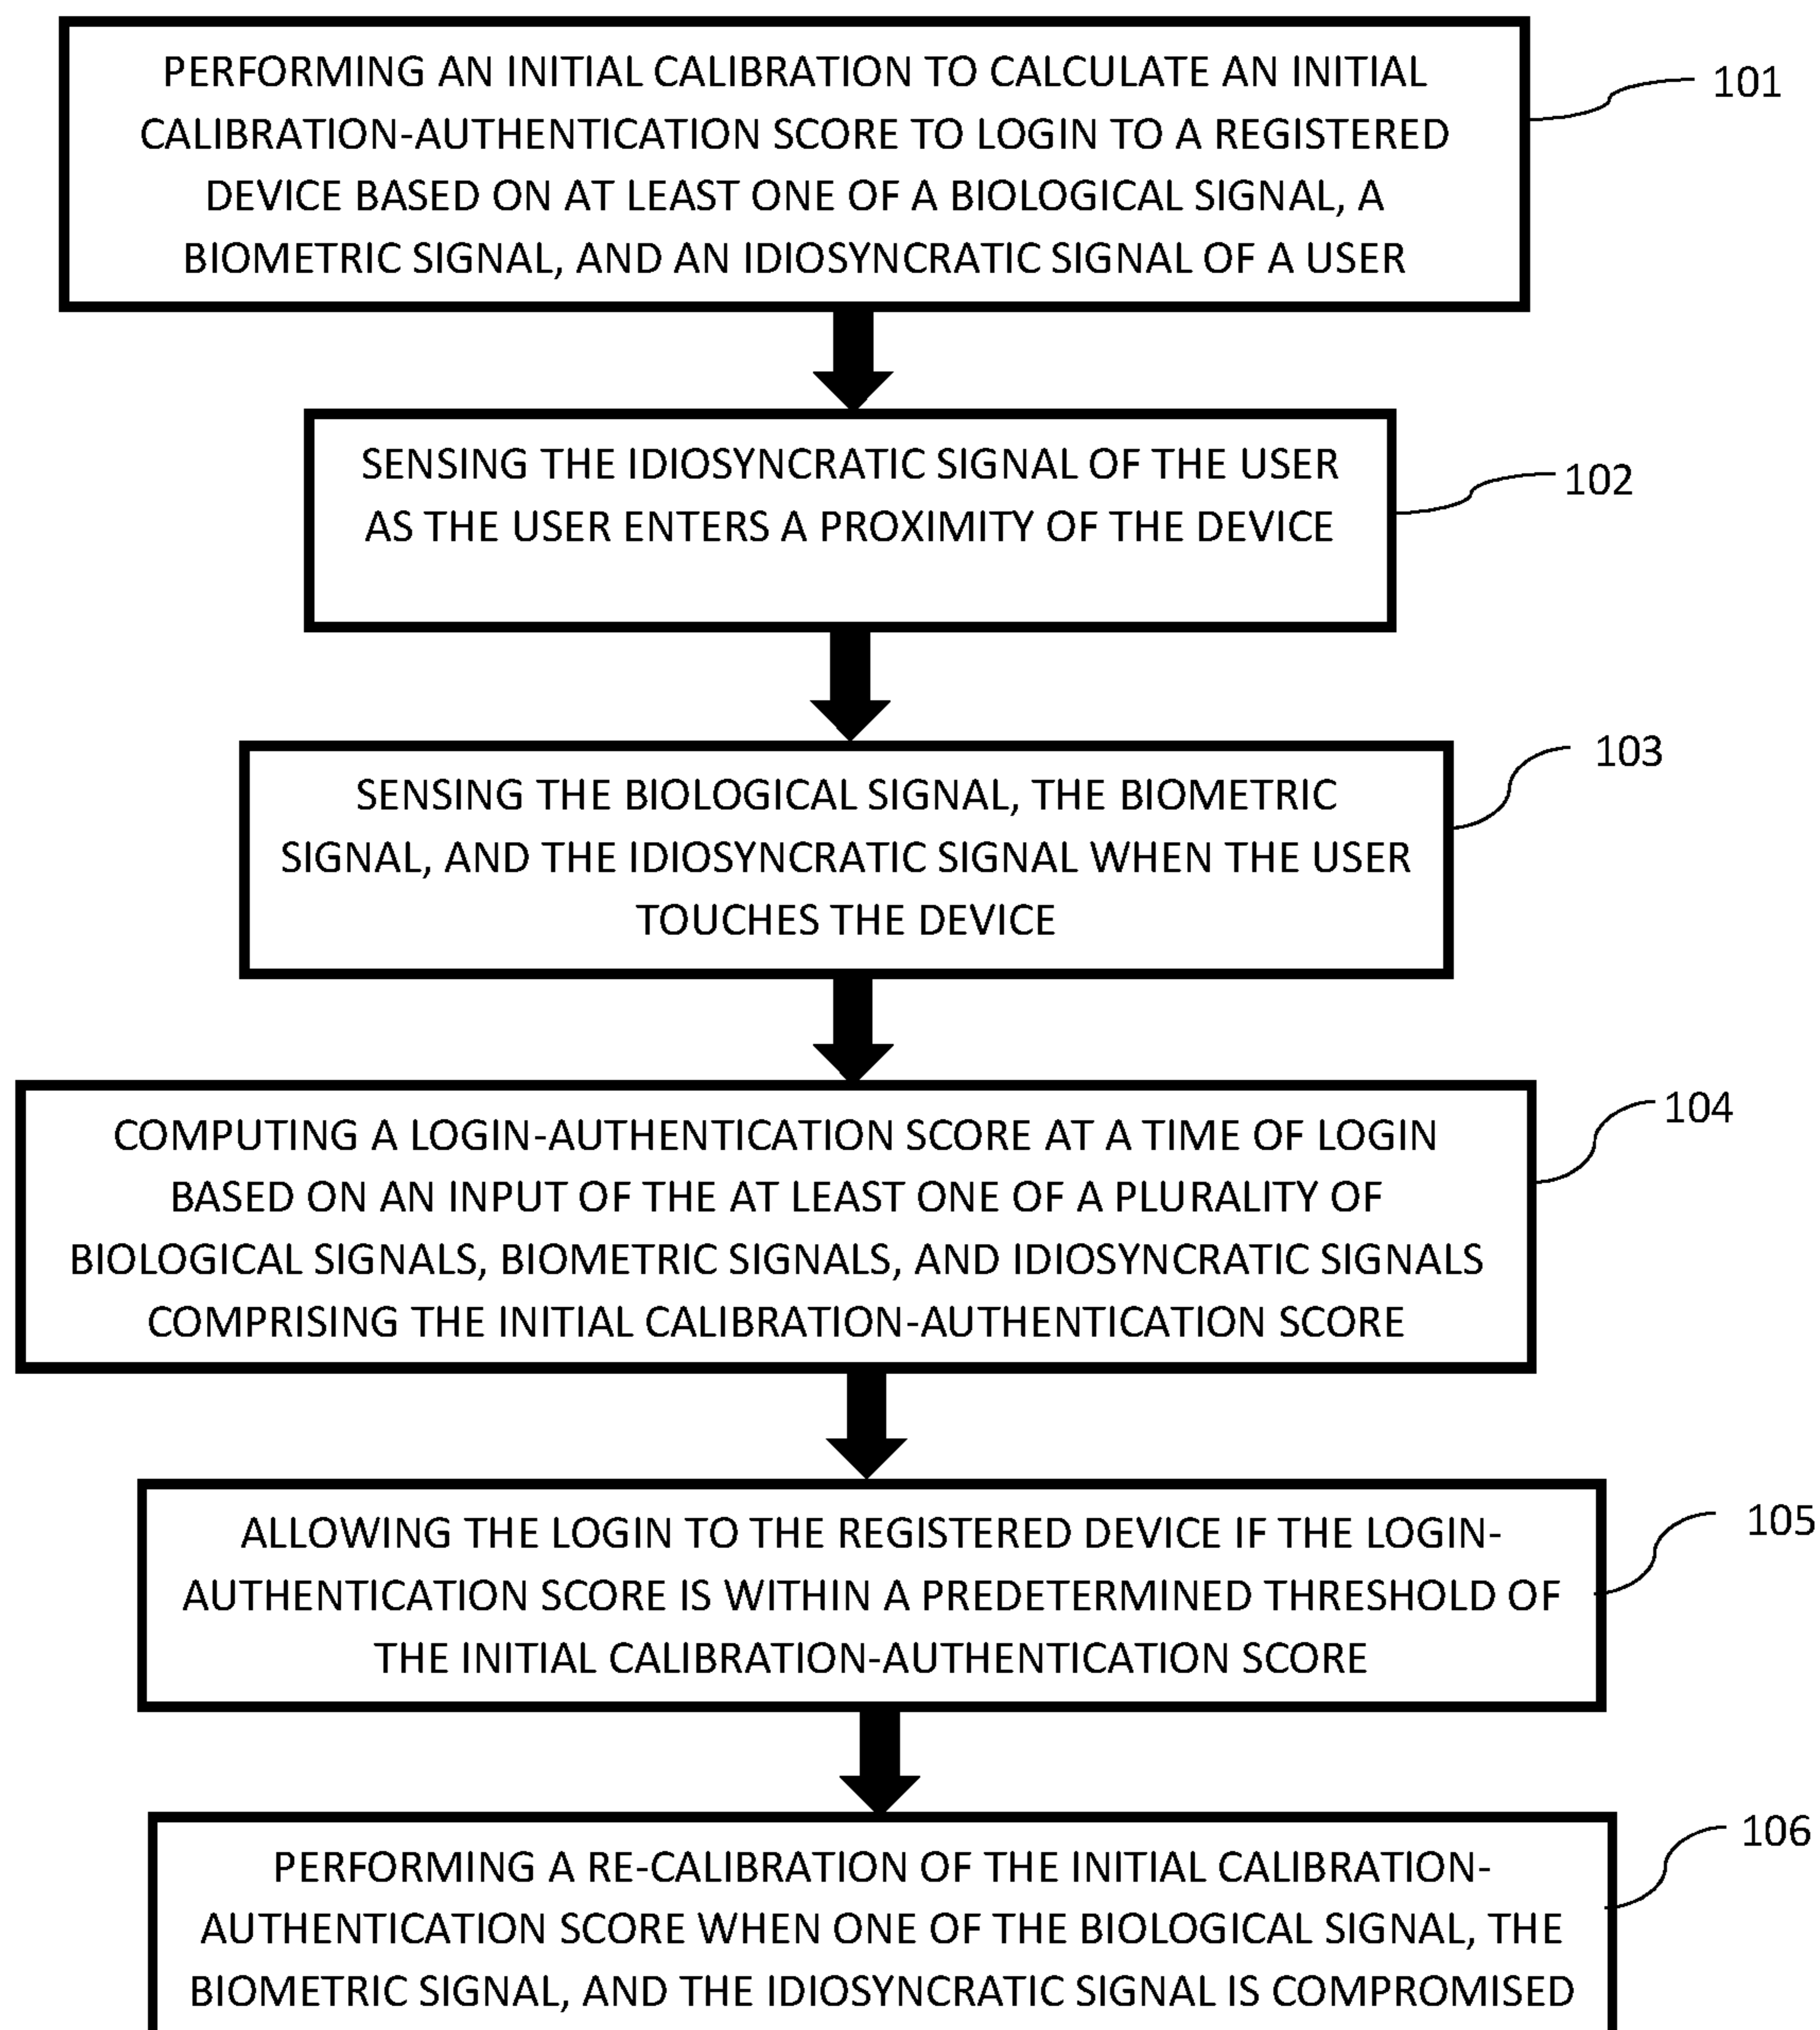 PERFORMING AN INITIAL CALIBRATION TO CALCULATE AN INITIAL
CALIBRATION-AUTHENTICATION SCORE TO LOGIN TO A REGISTERED
DEVICE BASED ON AT LEAST ONE OF A BIOLOGICAL SIGNAL, A
BIOMETRIC SIGNAL, AND AN IDIOSYNCRATIC SIGNAL OF A USER
101
SENSING THE IDIOSYNCRATIC SIGNAL OF THE USER
AS THE USER ENTERS A PROXIMITY OF THE DEVICE
102
SENSING THE BIOLOGICAL SIGNAL, THE BIOMETRIC
SIGNAL, AND THE IDIOSYNCRATIC SIGNAL WHEN THE USER
TOUCHES THE DEVICE
103
COMPUTING A LOGIN-AUTHENTICATION SCORE AT A TIME OF LOGIN
BASED ON AN INPUT OF THE AT LEAST ONE OF A PLURALITY OF
BIOLOGICAL SIGNALS, BIOMETRIC SIGNALS, AND IDIOSYNCRATIC SIGNALS
COMPRISING THE INITIAL CALIBRATION-AUTHENTICATION SCORE
104
ALLOWING THE LOGIN TO THE REGISTERED DEVICE IF THE LOGIN-
AUTHENTICATION SCORE IS WITHIN A PREDETERMINED THRESHOLD OF
THE INITIAL CALIBRATION-AUTHENTICATION SCORE
105
PERFORMING A RE-CALIBRATION OF THE INITIAL CALIBRATION-
AUTHENTICATION SCORE WHEN ONE OF THE BIOLOGICAL SIGNAL, THE
BIOMETRIC SIGNAL, AND THE IDIOSYNCRATIC SIGNAL IS COMPROMISED
106